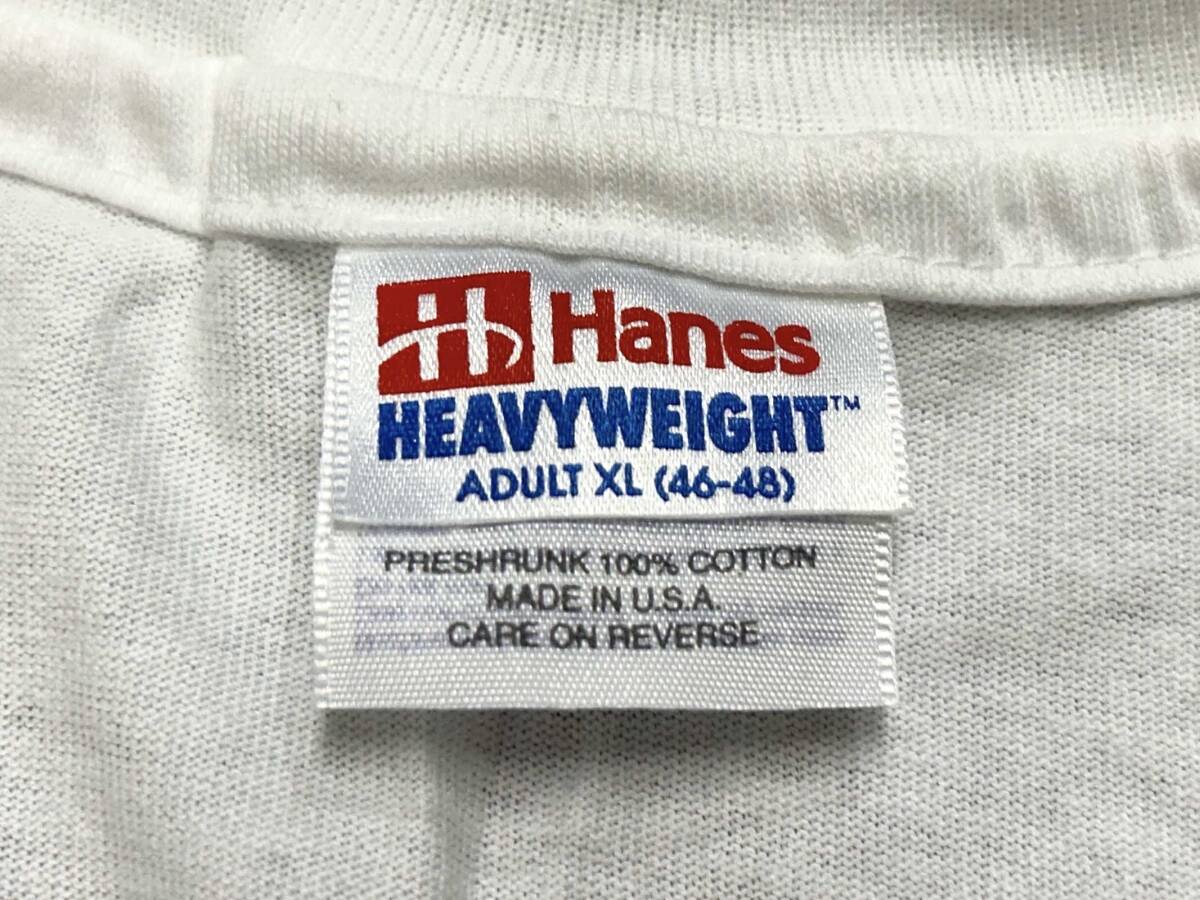 Hanes
HEAVYWEIGHT™
ADULT XL (46-48)
PRESHRUNK 100% COTTON
MADE IN U.S.A.
CARE ON REVERSE